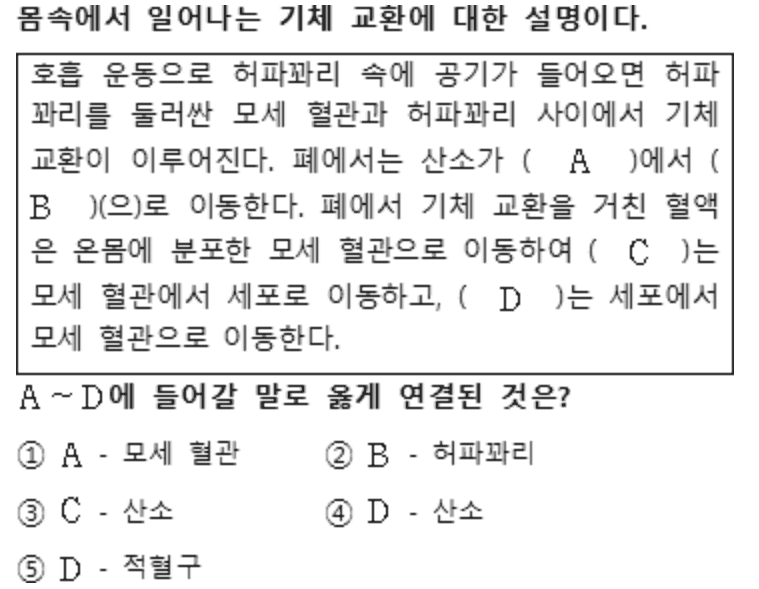 몸속에서 일어나는 기체 교환에 대한 설명이다.
호흡 운동으로 허파꽈리 속에 공기가 들어오면 허파
꽈리를 둘러싼 모세 혈관과 허파꽈리 사이에서 기체
교환이 이루어진다. 폐에서는 산소가 ( A )에서 (
B )(으)로 이동한다. 폐에서 기체 교환을 거친 혈액
은 온몸에 분포한 모세 혈관으로 이동하여 ( C )는
모세 혈관에서 세포로 이동하고, ( D )는 세포에서
모세 혈관으로 이동한다.
A ~ D에 들어갈 말로 옳게 연결된 것은?
① A - 모세 혈관 ② B - 허파꽈리
③ C - 산소 ④ D - 산소
⑤ D - 적혈구